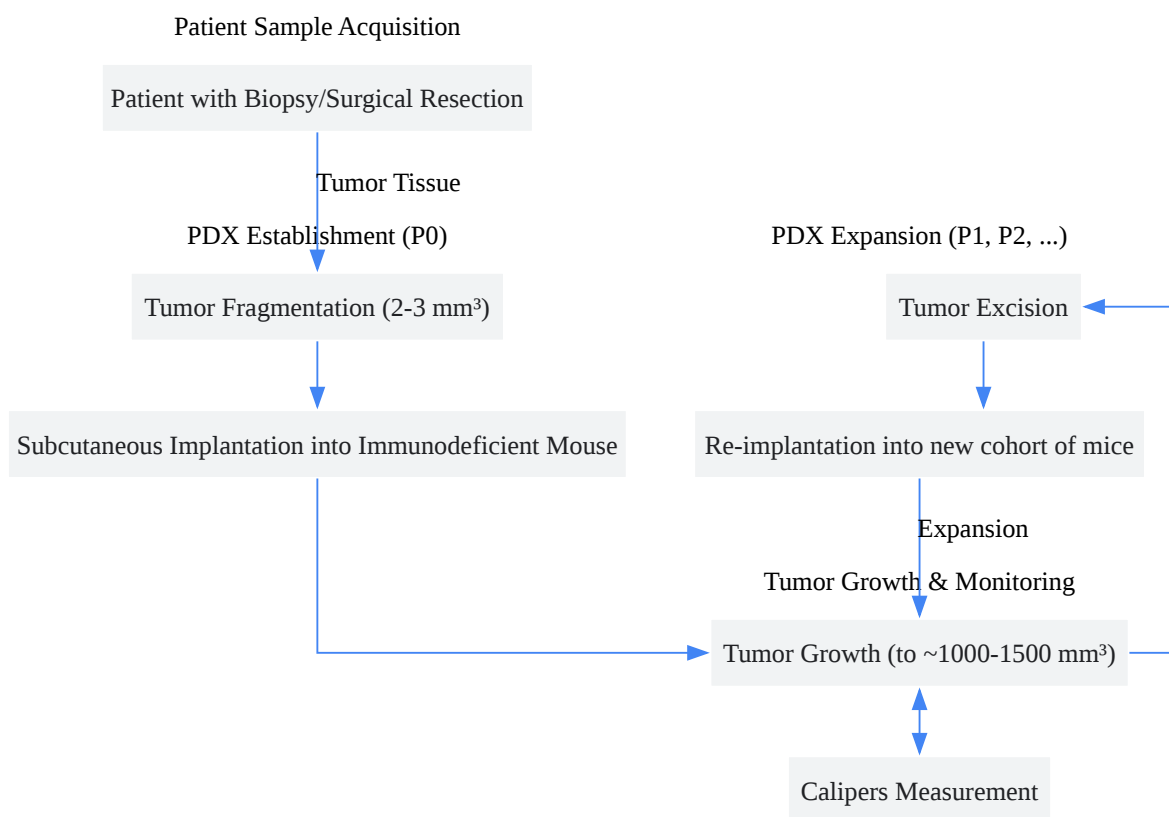 Patient Sample Acquisition
Patient with Biopsy/Surgical Resection
Tumor Tissue
PDX Establishment (P0)
Tumor Fragmentation (2-3 mm³)
Subcutaneous Implantation into Immunodeficient Mouse
PDX Expansion (P1, P2, ...)
Tumor Excision
Re-implantation into new cohort of mice
Expansion
Tumor Growth & Monitoring
Tumor Growth (to ~1000-1500 mm³)
Calipers Measurement